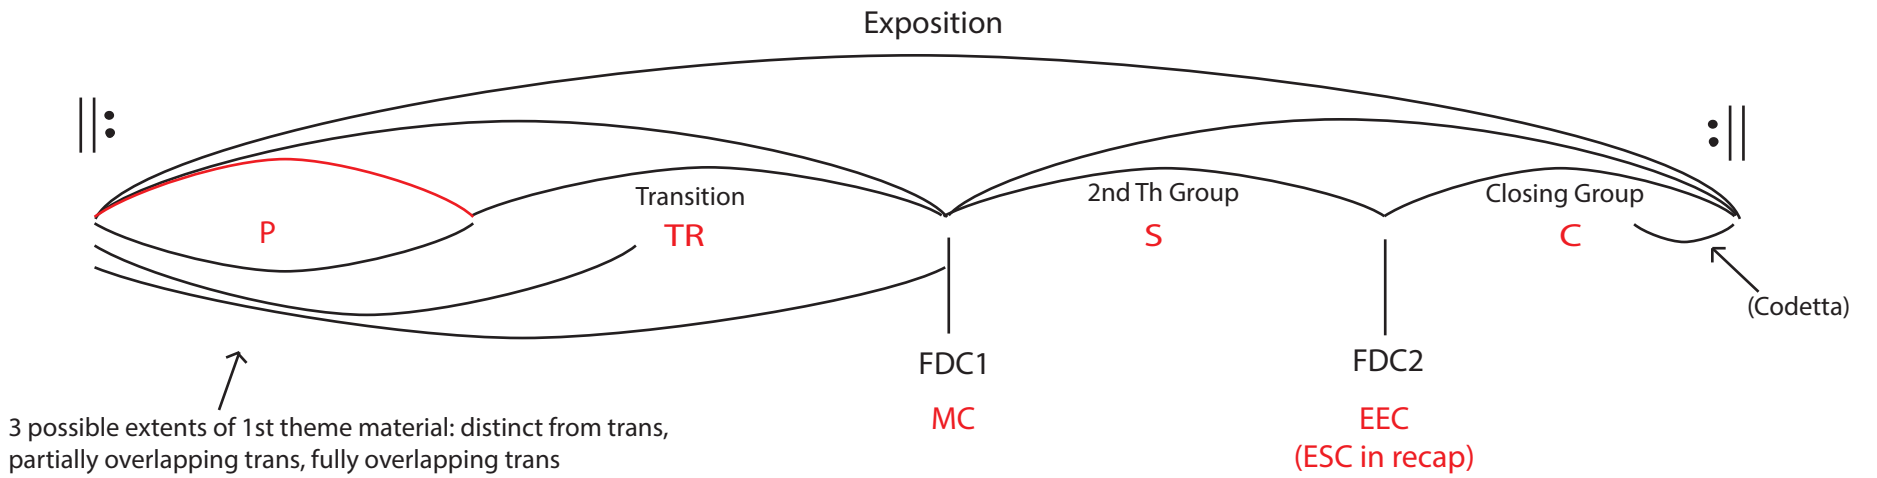 Exposition
Transition
2nd Th Group
Closing Group
P
TR
S
C
(Codetta)
FDC1
FDC2
MC
EEC
(ESC in recap)
3 possible extents of 1st theme material: distinct from trans,
partially overlapping trans, fully overlapping trans